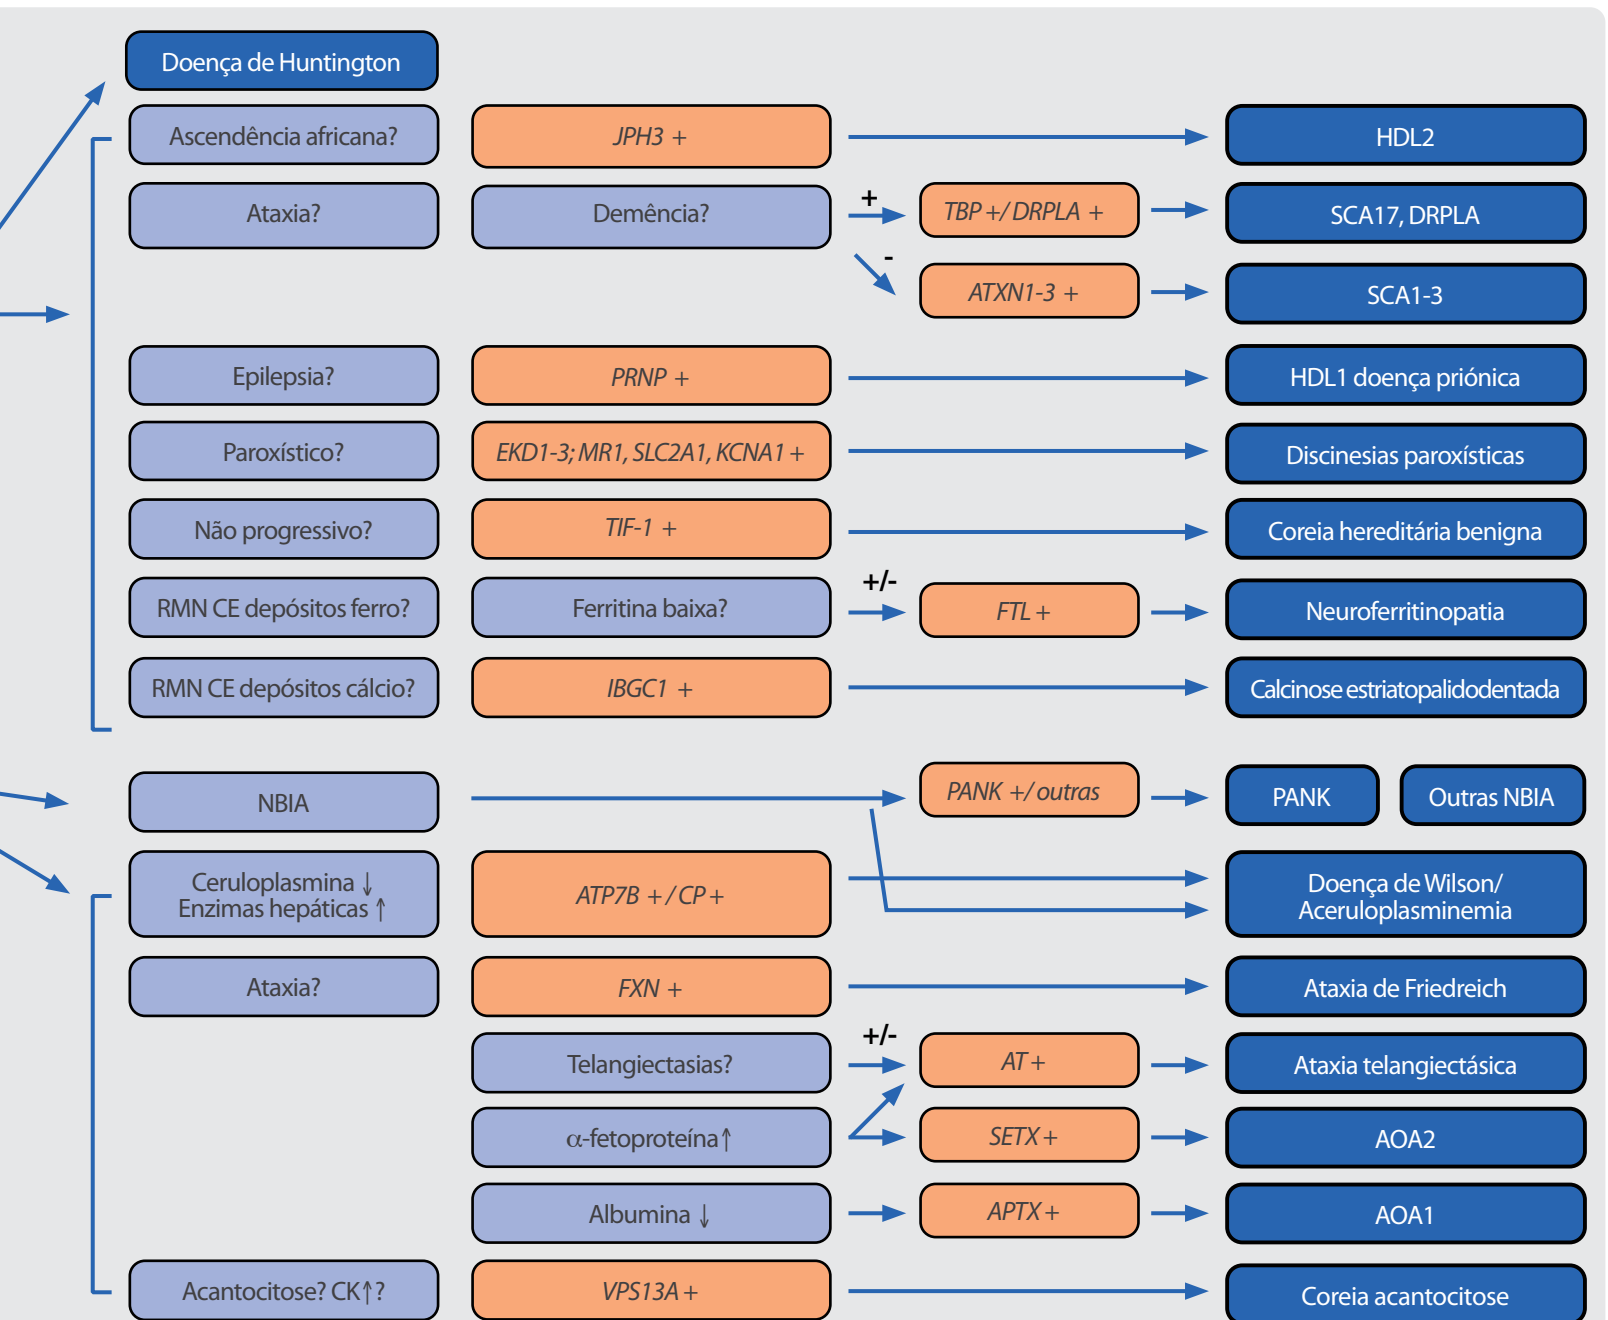 Doença de Huntington
Ascendência africana?
JPH3 +
HDL2
Ataxia?
Demência?
+
TBP +/ DRPLA +
SCA17, DRPLA
-
ATXN1-3 +
SCA1-3
Epilepsia?
PRNP +
HDL1 doença priónica
Paroxístico?
EKD1-3; MR1, SLC2A1, KCNA1 +
Discinesias paroxísticas
Não progressivo?
TIF-1 +
Coreia hereditária benigna
RMN CE depósitos ferro?
Ferritina baixa?
+/-
FTL +
Neuroferritinopatia
RMN CE depósitos cálcio?
IBGC1 +
Calcinose estriatopalidodentada
NBIA
PANK +/ outras
PANK
Outras NBIA
Ceruloplasmina ↓
Enzimas hepáticas ↑
ATP7B + / CP +
Doença de Wilson/
Aceruloplasminemia
Ataxia?
FXN +
Ataxia de Friedreich
Telangiectasias?
+/-
AT +
Ataxia telangiectásica
α-fetoproteína ↑
SETX +
AOA2
Albumina ↓
APTX +
AOA1
Acantocitose? CK↑?
VPS13A +
Coreia acantocitose